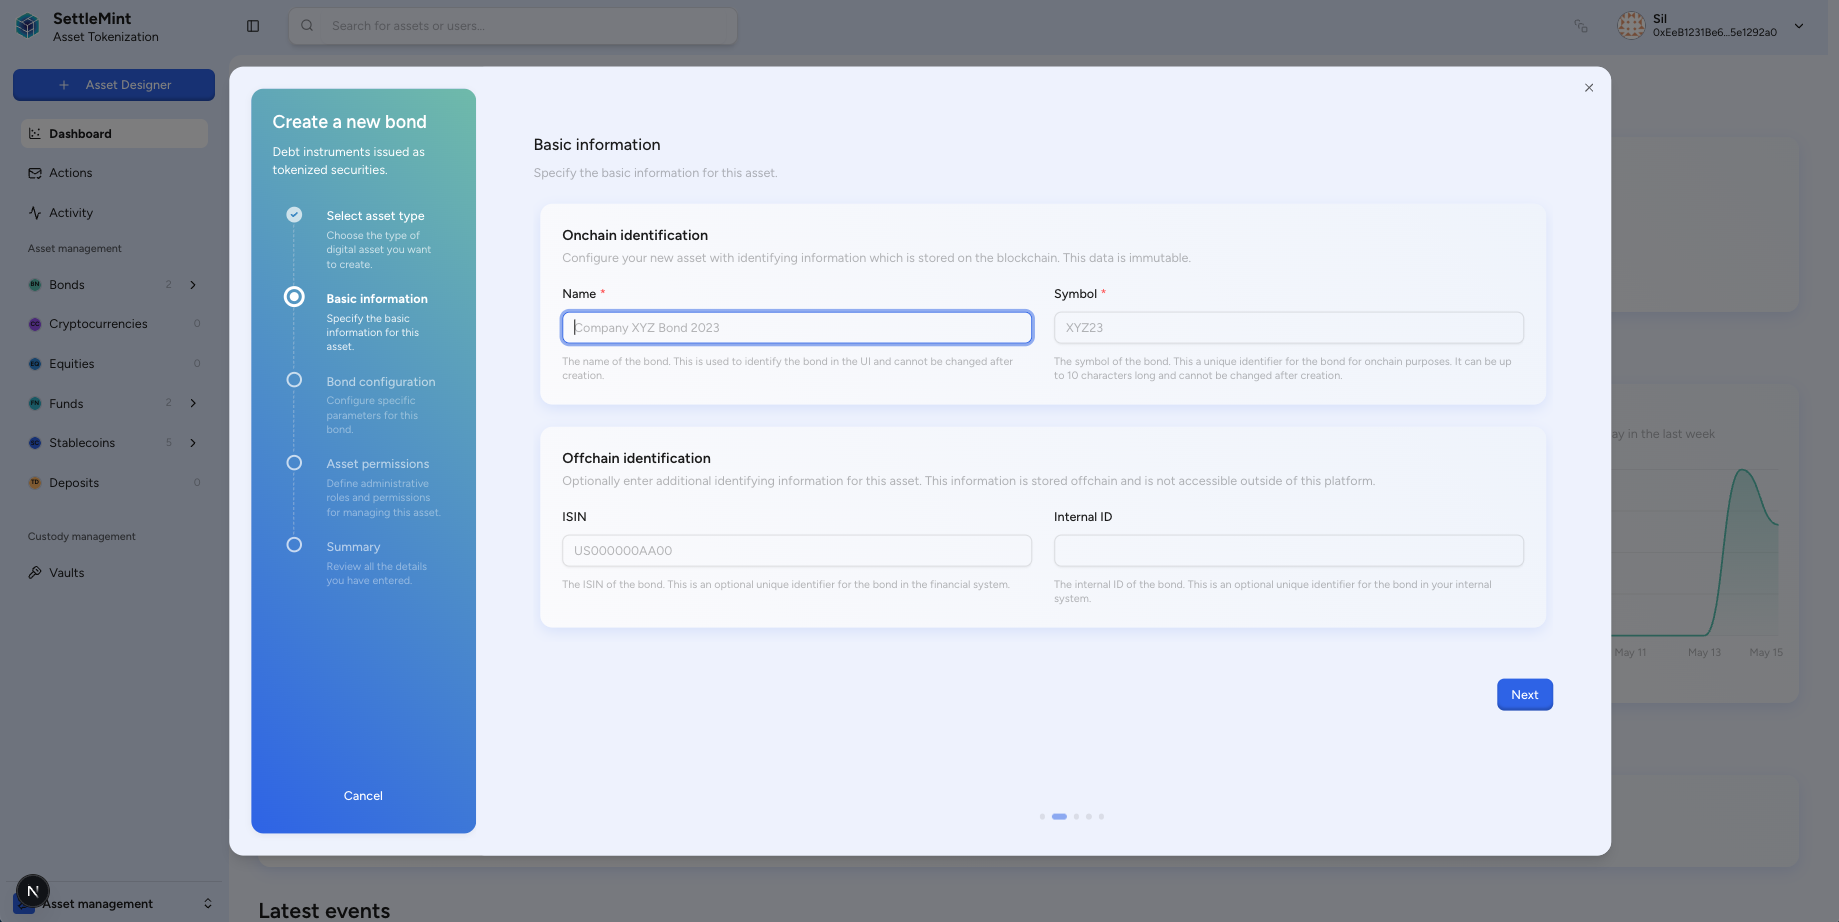 SettleMint
Asset Tokenization
Search for assets or users...
Sil
0xEeB1231Be6...5e1292a0
Asset Designer
Dashboard
Actions
Activity
Asset management
Bonds 2
Cryptocurrencies 0
Equities 0
Funds 2
Stablecoins 5
Deposits 0
Custody management
Vaults
Asset management
Create a new bond
Debt instruments issued as
tokenized securities.
Select asset type
Choose the type of
digital asset you want
to create.
Basic information
Specify the basic
information for this
asset.
Bond configuration
Configure specific
parameters for this
bond.
Asset permissions
Define administrative
roles and permissions
for managing this asset.
Summary
Review all the details
you have entered.
Cancel
Basic information
Specify the basic information for this asset.
Onchain identification
Configure your new asset with identifying information which is stored on the blockchain. This data is immutable.
Name *
Company XYZ Bond 2023
The name of the bond. This is used to identify the bond in the UI and cannot be changed after
creation.
Symbol *
XYZ23
The symbol of the bond. This a unique identifier for the bond for onchain purposes. It can be up
to 10 characters long and cannot be changed after creation.
Offchain identification
Optionally enter additional identifying information for this asset. This information is stored offchain and is not accessible outside of this platform.
ISIN
US000000AA00
The ISIN of the bond. This is an optional unique identifier for the bond in the financial system.
Internal ID
The internal ID of the bond. This is an optional unique identifier for the bond in your internal
system.
Next
ay in the last week
May 11 May 13 May 15
Latest events